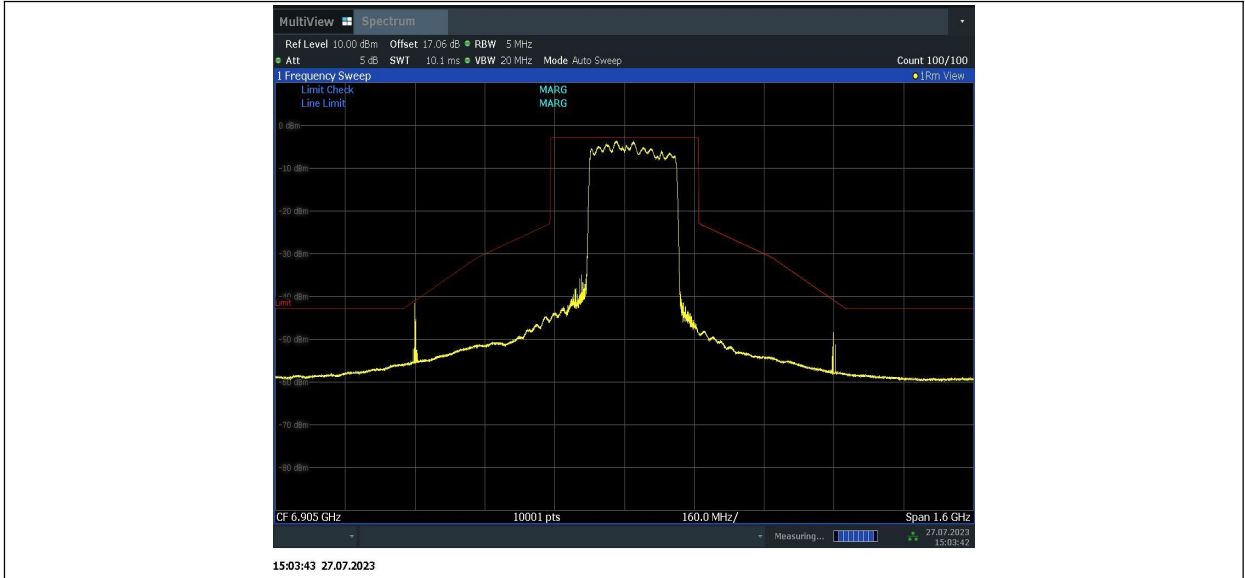 MultiView Spectrum
Ref Level 10.00 dBm Offset 17.06 dB RBW 5 MHz
Att 5 dB SWT 10.1 ms VBW 20 MHz Mode Auto Sweep Count 100/100
1 Frequency Sweep 1Rm View
Limit Check MARG
Line Limit MARG
0 dBm
-10 dBm
-20 dBm
-30 dBm
-40 dBm
Limit
-50 dBm
-60 dBm
-70 dBm
-80 dBm
CF 6.905 GHz 10001 pts 160.0 MHz/ Span 1.6 GHz
Measuring... 27.07.2023
15:03:42
15:03:43 27.07.2023